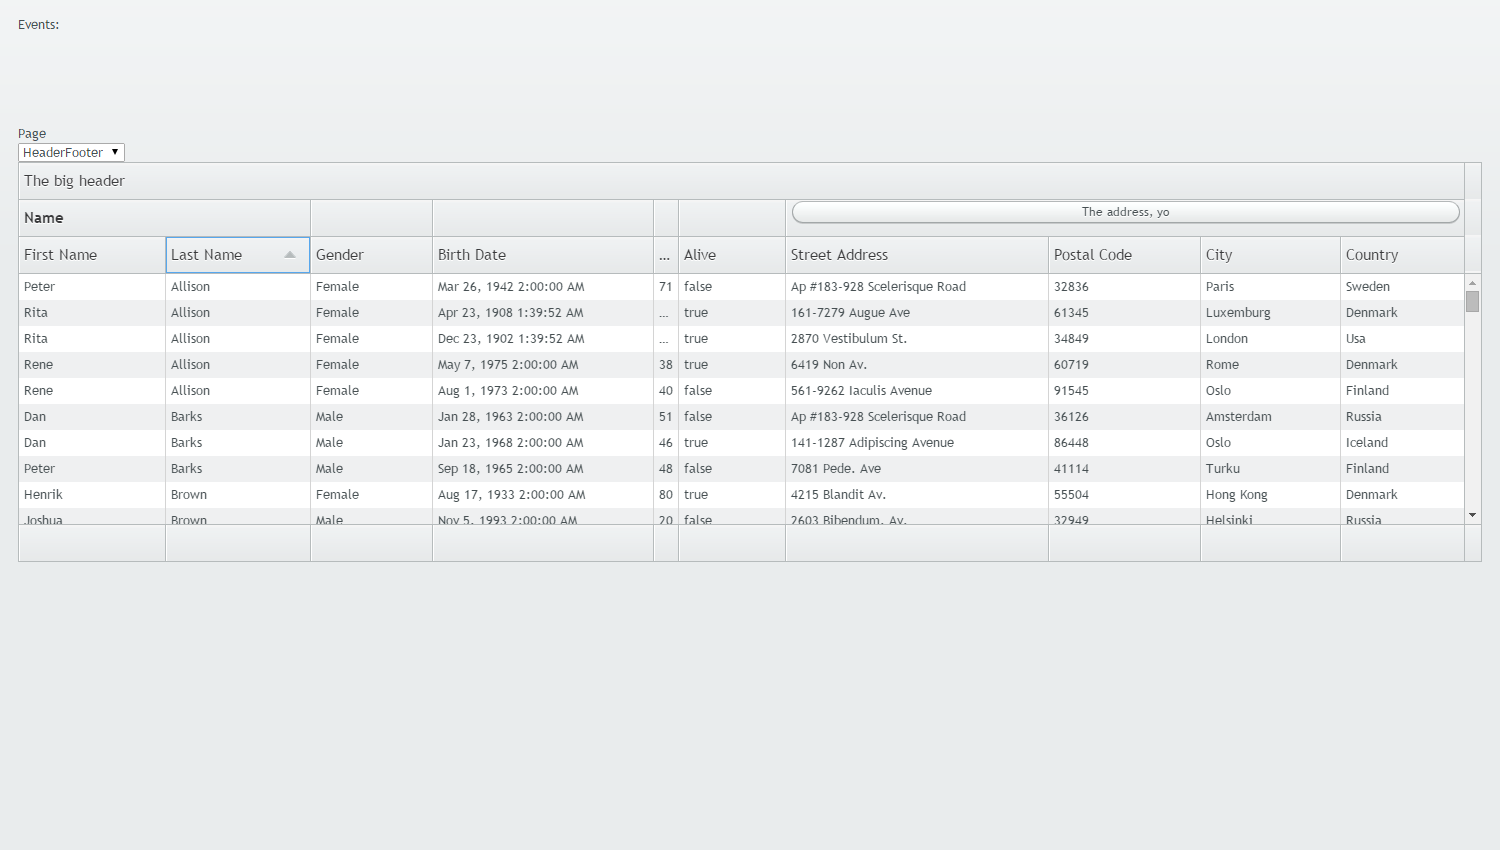 Events:
Page
HeaderFooter
The big header
Name The address, yo
First Name Last Name Gender Birth Date ... Alive Street Address Postal Code City Country
Peter Allison Female Mar 26, 1942 2:00:00 AM 71 false Ap #183-928 Scelerisque Road 32836 Paris Sweden
Rita Allison Female Apr 23, 1908 1:39:52 AM ... true 161-7279 Augue Ave 61345 Luxemburg Denmark
Rita Allison Female Dec 23, 1902 1:39:52 AM ... true 2870 Vestibulum St. 34849 London Usa
Rene Allison Female May 7, 1975 2:00:00 AM 38 true 6419 Non Av. 60719 Rome Denmark
Rene Allison Female Aug 1, 1973 2:00:00 AM 40 false 561-9262 Iaculis Avenue 91545 Oslo Finland
Dan Barks Male Jan 28, 1963 2:00:00 AM 51 false Ap #183-928 Scelerisque Road 36126 Amsterdam Russia
Dan Barks Male Jan 23, 1968 2:00:00 AM 46 true 141-1287 Adipiscing Avenue 86448 Oslo Iceland
Peter Barks Male Sep 18, 1965 2:00:00 AM 48 false 7081 Pede. Ave 41114 Turku Finland
Henrik Brown Female Aug 17, 1933 2:00:00 AM 80 true 4215 Blandit Av. 55504 Hong Kong Denmark
Joshua Brown Male Nov 5, 1993 2:00:00 AM 20 false 2603 Bibendum. Av. 32949 Helsinki Russia